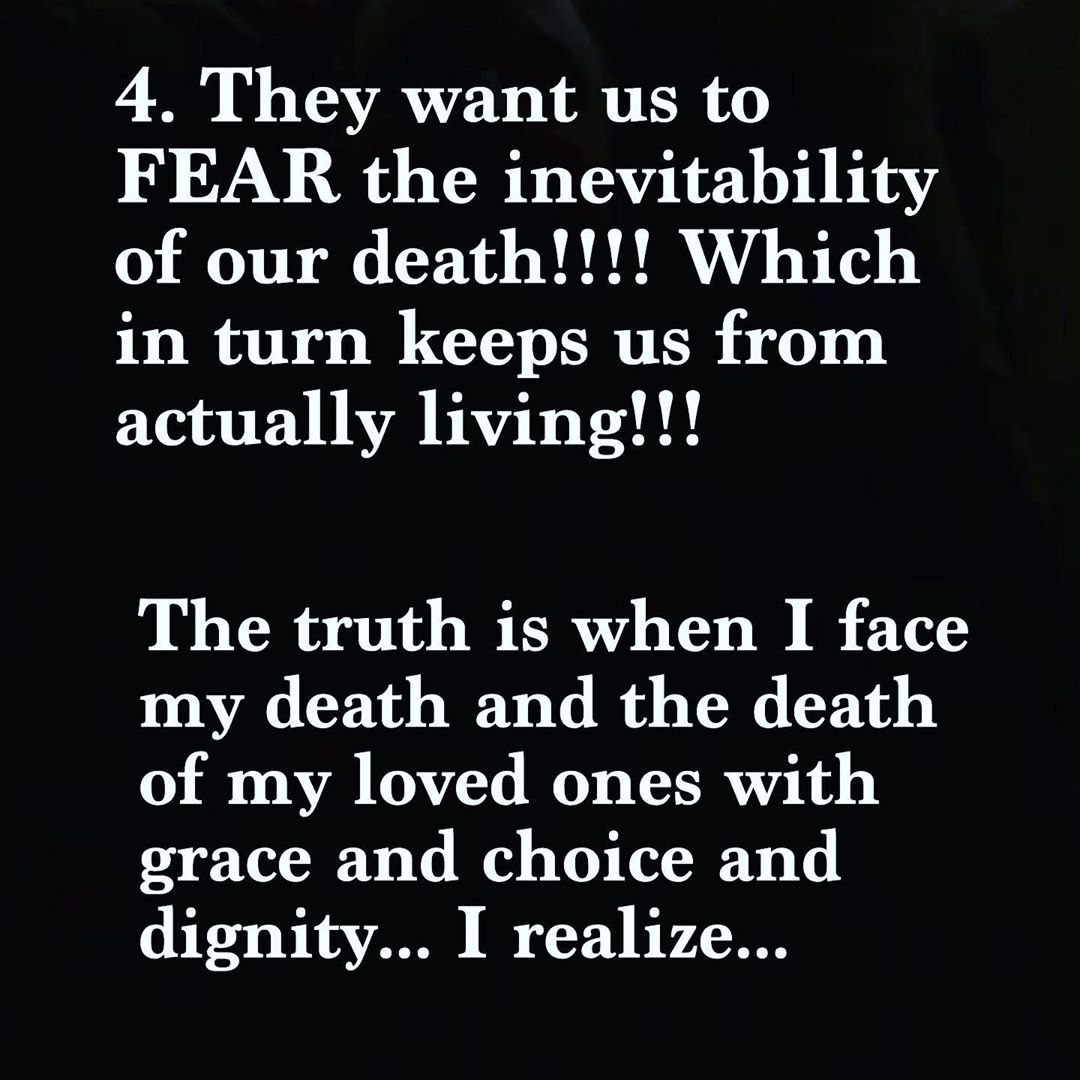 4. They want us to
FEAR the inevitability
of our death!!!! Which
in turn keeps us from
actually living!!!
The truth is when I face
my death and the death
of my loved ones with
grace and choice and
dignity... I realize...